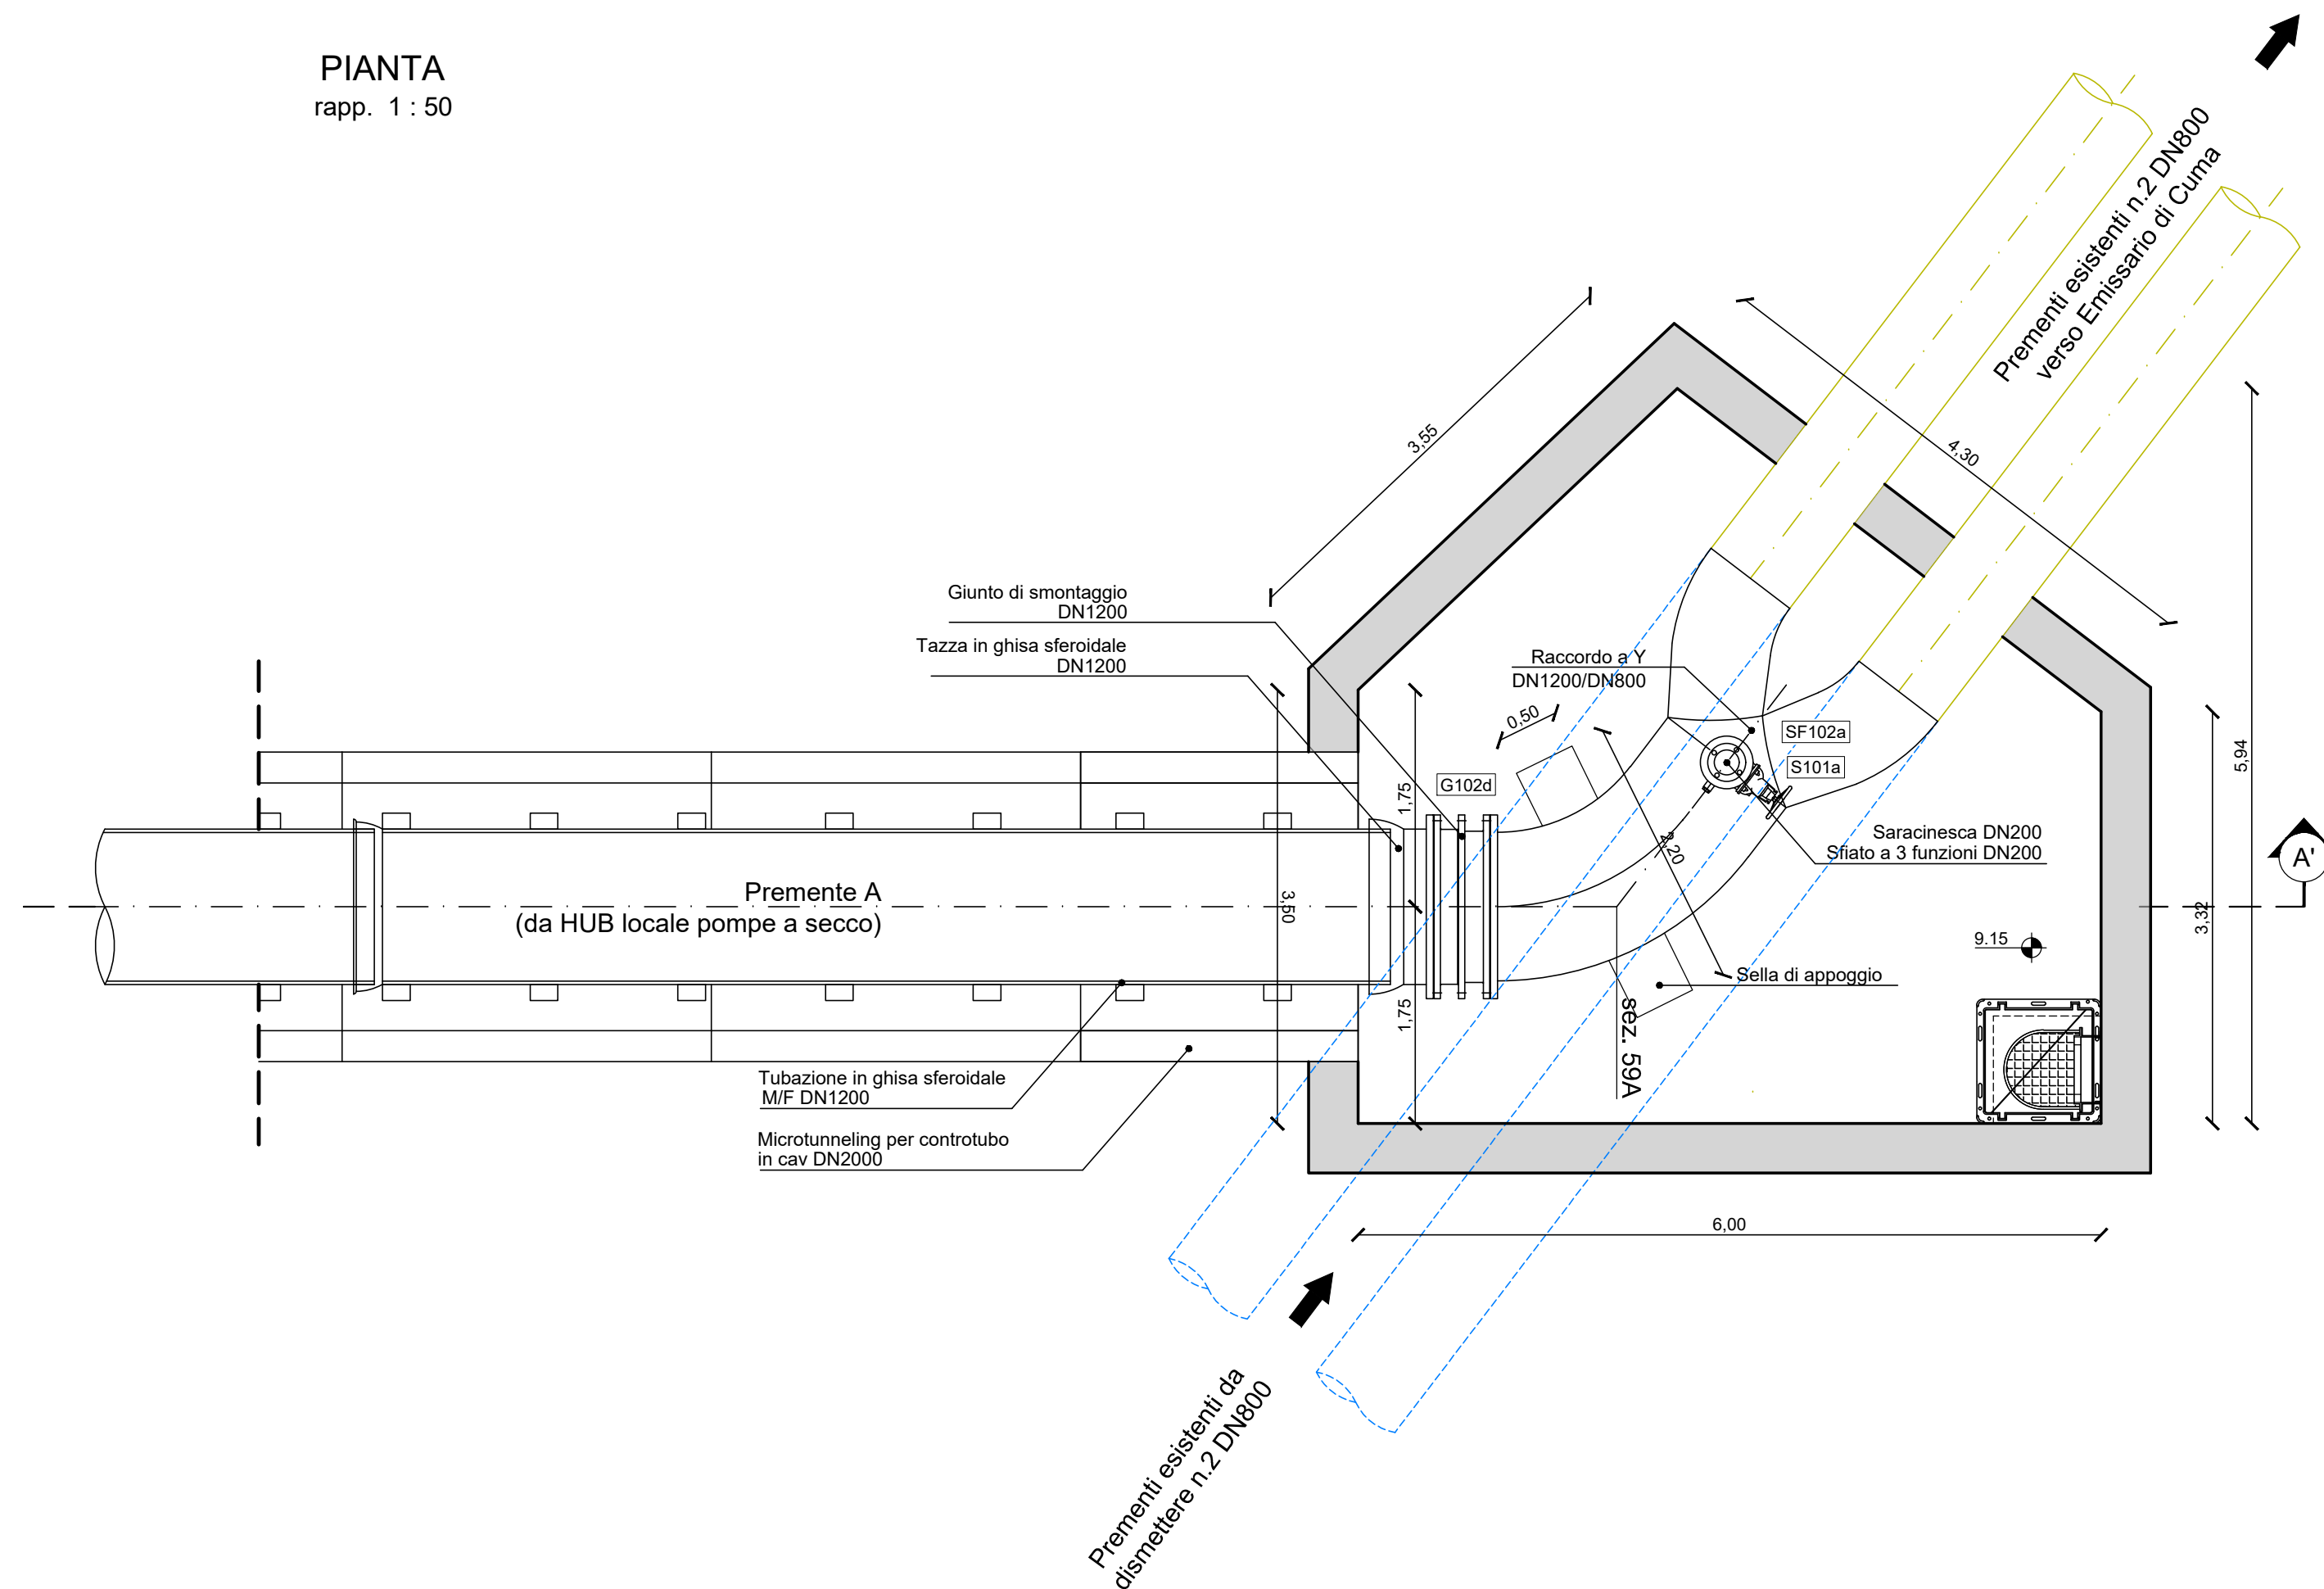 PIANTA
rapp. 1 : 50
Prementi esistenti n.2 DN800
verso Emissario di Cuma
3,55
4,30
Giunto di smontaggio
DN1200
Tazza in ghisa sferoidale
DN1200
Raccordo a Y
DN1200/DN800
0,50
SF102a
S101a
G102d
1,75
5,94
Saracinesca DN200
Sfiato a 3 funzioni DN200
2,20
A'
Premente A
(da HUB locale pompe a secco)
3,50
3,32
9.15
Sella di appoggio
1,75
sez. 59A
Tubazione in ghisa sferoidale
M/F DN1200
Microtunneling per controtubo
in cav DN2000
6,00
Prementi esistenti da
dismettere n.2 DN800